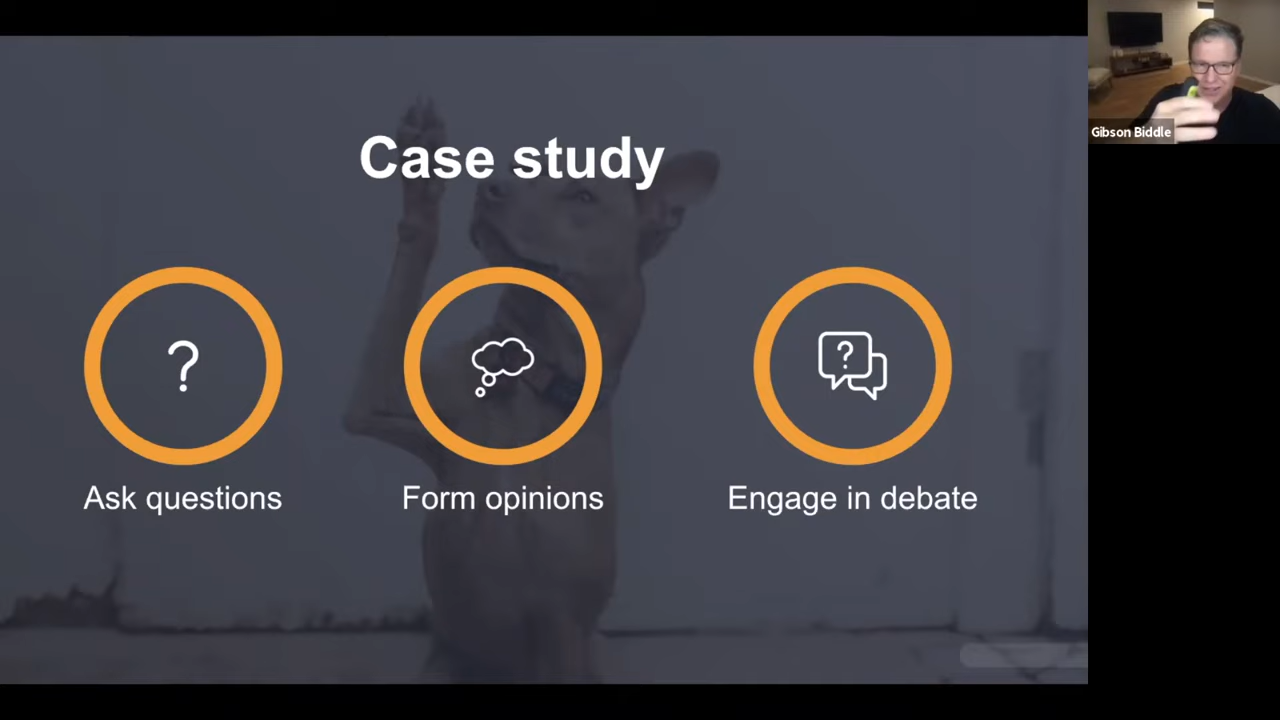 Case study
Ask questions
Form opinions
Engage in debate
Gibson Biddle